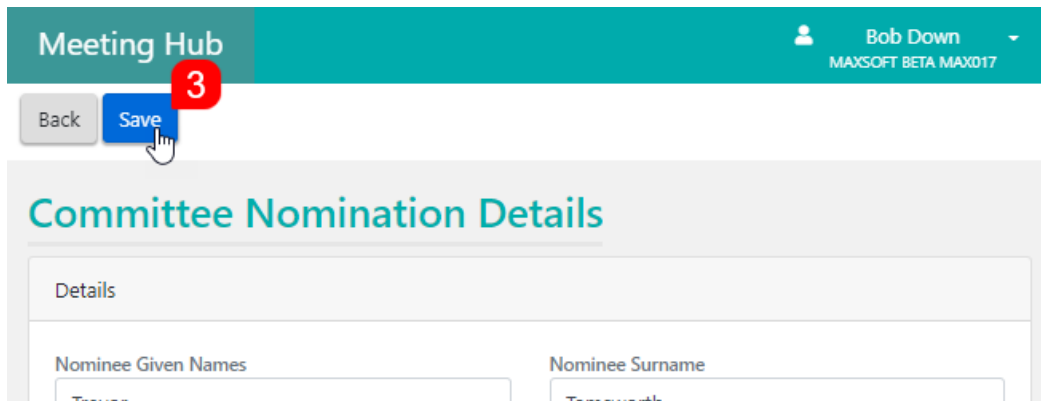 Meeting Hub
Bob Down
MAXSOFT BETA MAX017
3
Back Save
Committee Nomination Details
Details
Nominee Given Names Nominee Surname